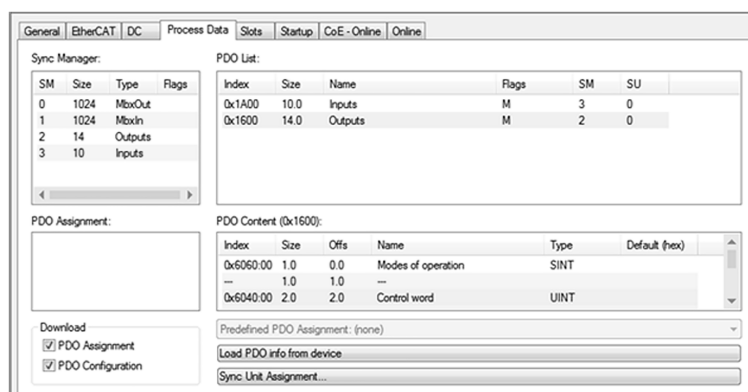 General EtherCAT DC Process Data Slots Startup CoE - Online Online
Sync Manager:
SM Size Type Flags
0 1024 MbxOut
1 1024 MbxIn
2 14 Outputs
3 10 Inputs
PDO List:
Index Size Name Flags SM SU
0x1A00 10.0 Inputs M 3 0
0x1600 14.0 Outputs M 2 0
PDO Assignment:
PDO Content (0x1600):
Index Size Offs Name Type Default (hex)
0x6060:00 1.0 0.0 Modes of operation SINT
--- 1.0 1.0 ---
0x6040:00 2.0 2.0 Control word UINT
Download
PDO Assignment
PDO Configuration
Predefined PDO Assignment: (none)
Load PDO info from device
Sync Unit Assignment...